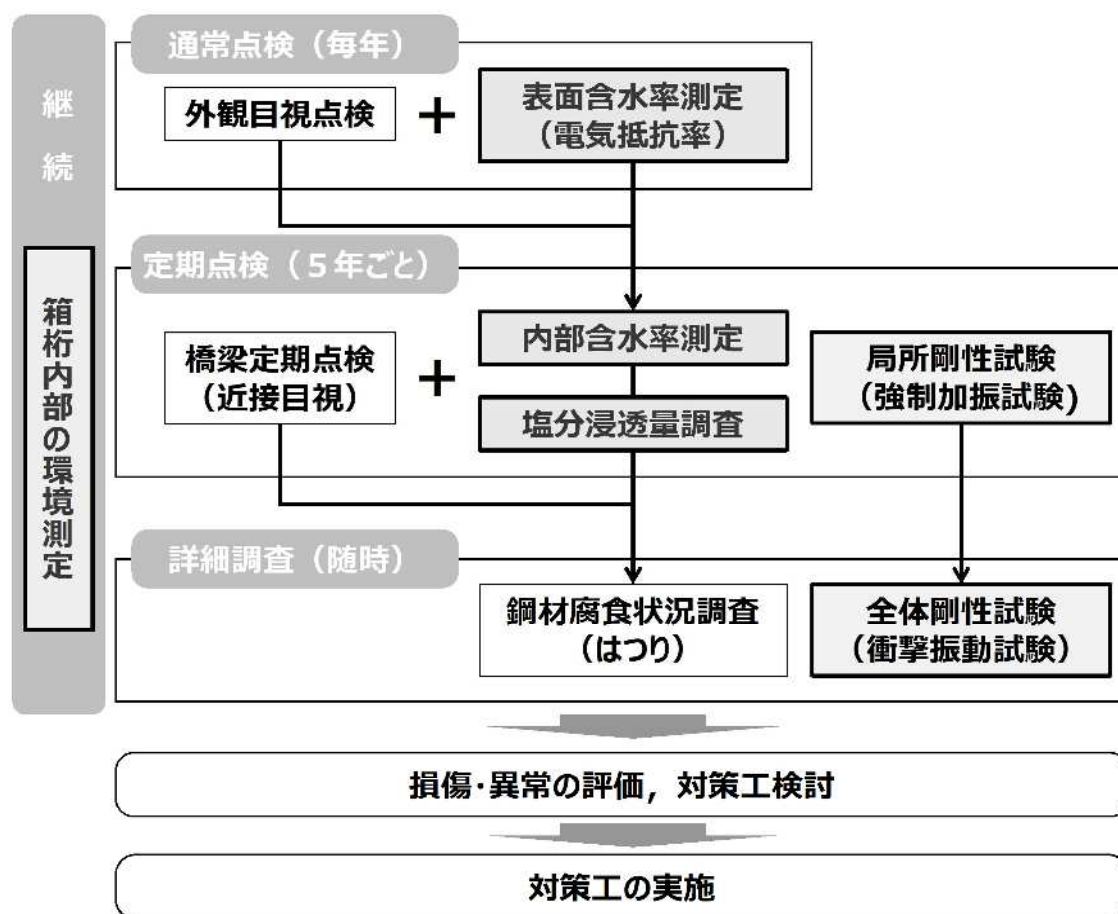 継続
箱桁内部の環境測定
通常点検（毎年）
外観目視点検
+
表面含水率測定
（電気抵抗率）
定期点検（５年ごと）
橋梁定期点検
（近接目視）
+
内部含水率測定
塩分浸透量調査
局所剛性試験
（強制加振試験)
詳細調査（随時）
鋼材腐食状況調査
（はつり）
全体剛性試験
（衝撃振動試験）
損傷･異常の評価，対策工検討
対策工の実施